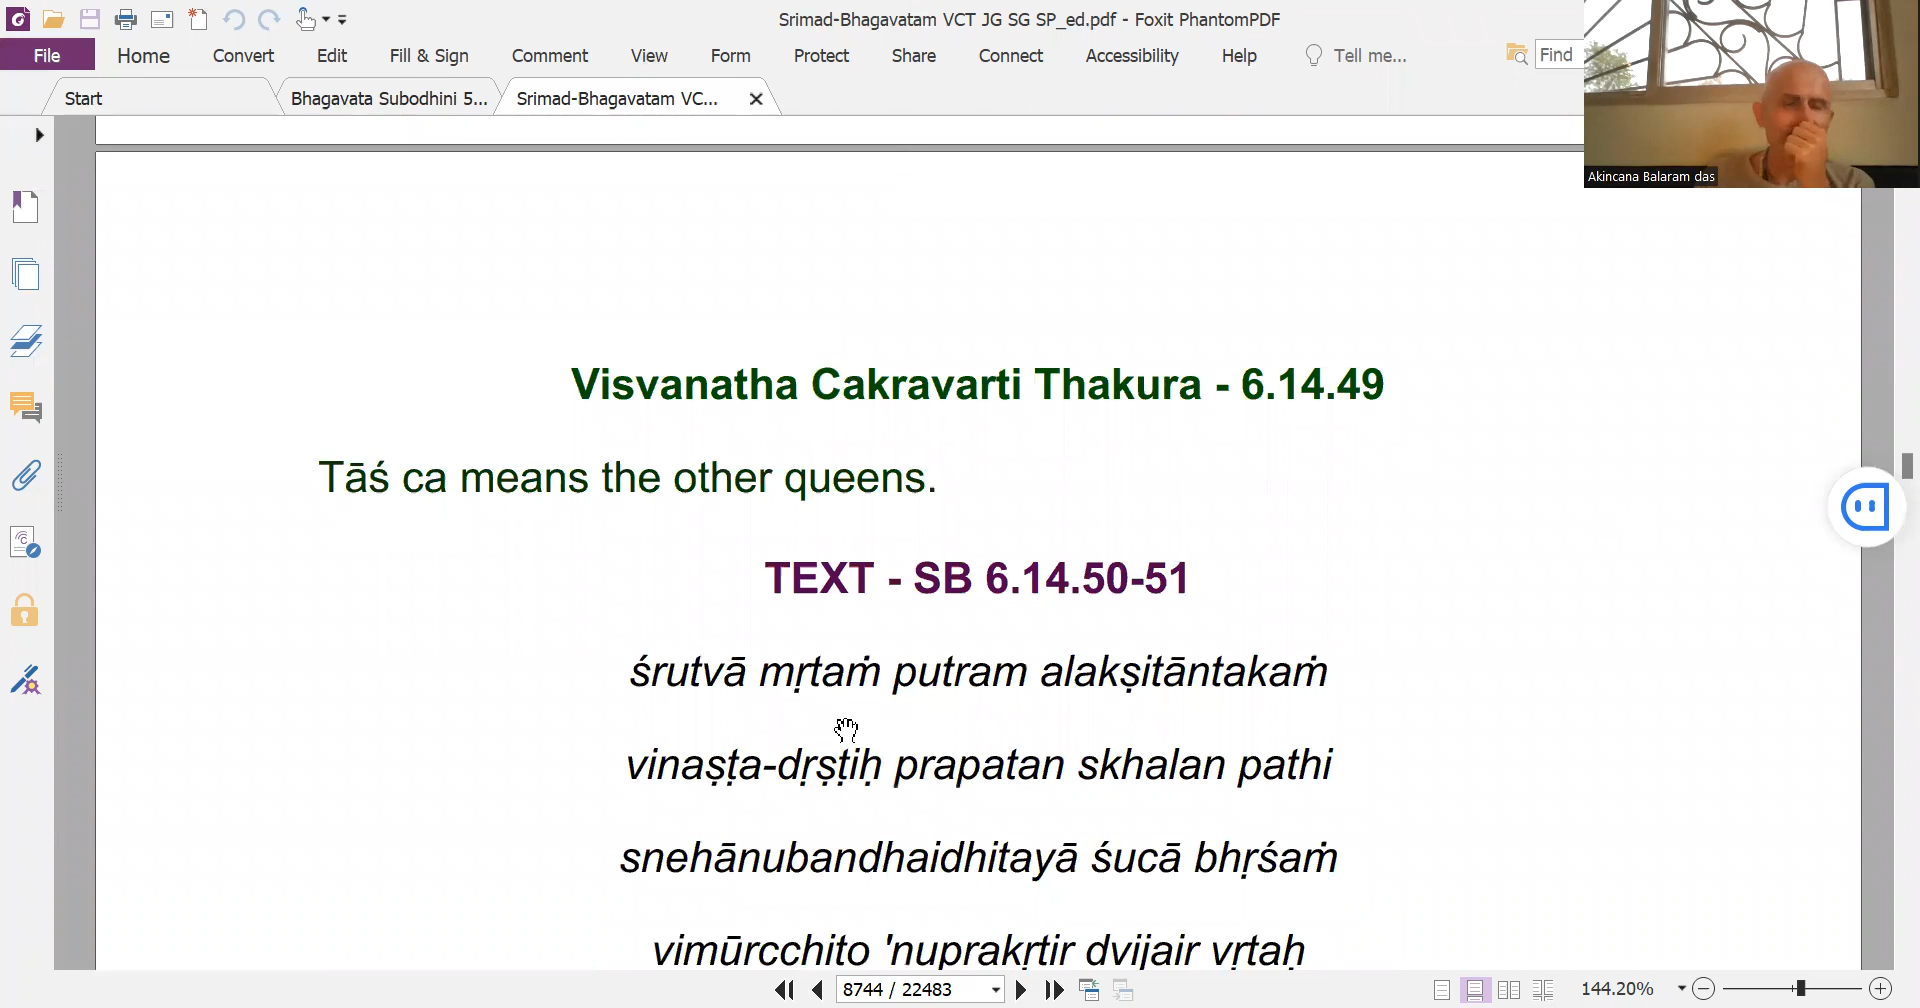 Srimad-Bhagavatam VCT JG SG SP_ed.pdf - Foxit PhantomPDF
File Home Convert Edit Fill & Sign Comment View Form Protect Share Connect Accessibility Help Tell me... Find
Start Bhagavata Subodhini 5... Srimad-Bhagavatam VC...
Akincana Balaram das
Visvanatha Cakravarti Thakura - 6.14.49
Tāś ca means the other queens.
TEXT - SB 6.14.50-51
śrutvā mṛtaṁ putram alakṣitāntakaṁ
vinaṣṭa-dṛṣṭiḥ prapatan skhalan pathi
snehānubandhaidhitayā śucā bhṛśaṁ
vimūrcchito 'nuprakṛtir dvijair vṛtaḥ
8744 / 22483 144.20%